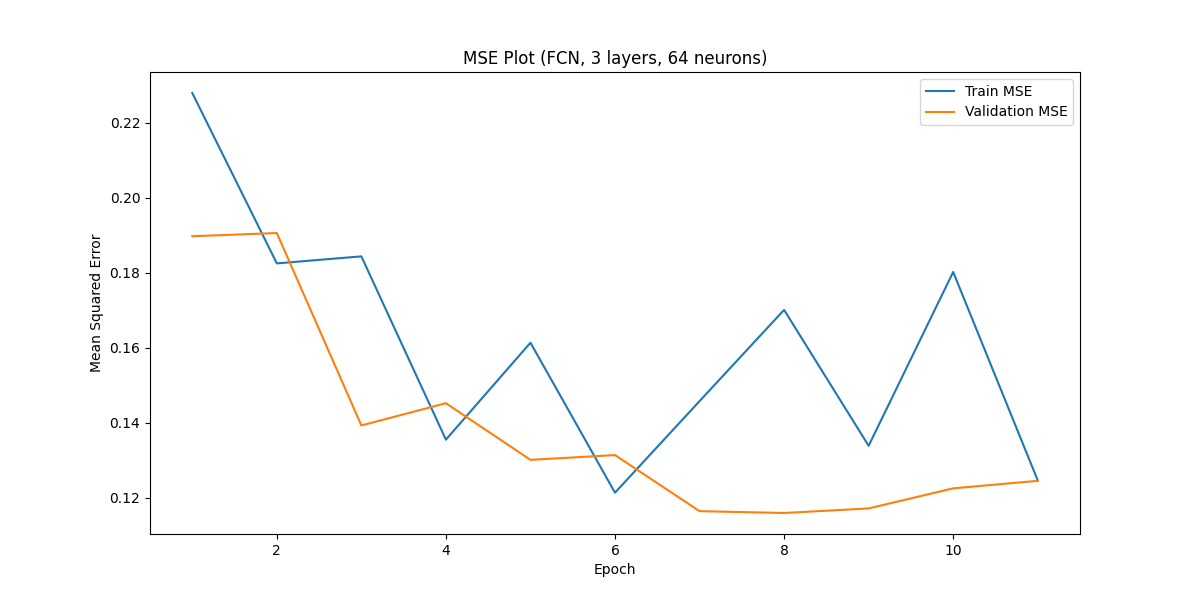 MSE Plot (FCN, 3 layers, 64 neurons)
Train MSE
Validation MSE
Mean Squared Error
0.22
0.20
0.18
0.16
0.14
0.12
2 4 6 8 10
Epoch